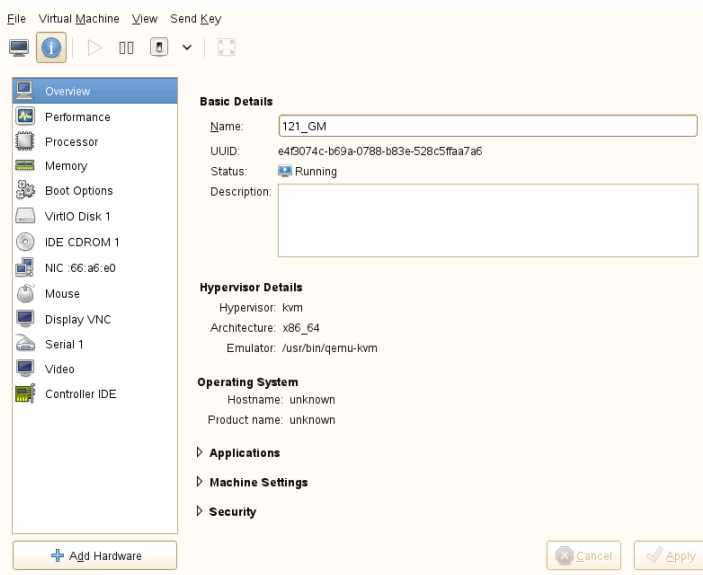 File Virtual Machine View Send Key
Overview
Performance
Processor
Memory
Boot Options
VirtIO Disk 1
IDE CDROM 1
NIC :66:a6:e0
Mouse
Display VNC
Serial 1
Video
Controller IDE
Add Hardware
Basic Details
Name: 121_GM
UUID: e4f3074c-b69a-0788-b83e-528c5ffaa7a6
Status: Running
Description:
Hypervisor Details
Hypervisor: kvm
Architecture: x86_64
Emulator: /usr/bin/qemu-kvm
Operating System
Hostname: unknown
Product name: unknown
Applications
Machine Settings
Security
Cancel Apply